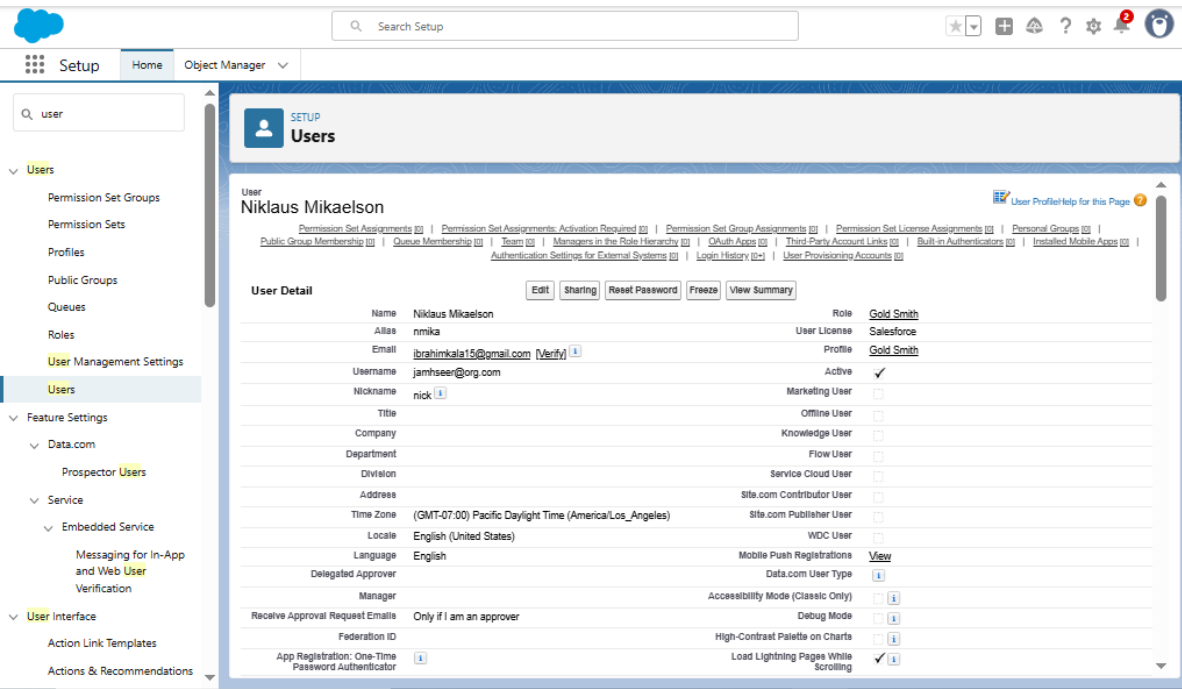 Search Setup
2
Setup Home Object Manager
user
Users
Permission Set Groups
Permission Sets
Profiles
Public Groups
Queues
Roles
User Management Settings
Users
Feature Settings
Data.com
Prospector Users
Service
Embedded Service
Messaging for In-App
and Web User
Verification
User Interface
Action Link Templates
Actions & Recommendations
SETUP
Users
User
Niklaus Mikaelson
User Profile Help for this Page ?
Permission Set Assignments [0] | Permission Set Assignments: Activation Required [0] | Permission Set Group Assignments [0] | Permission Set License Assignments [0] | Personal Groups [0] |
Public Group Membership [0] | Queue Membership [0] | Team [0] | Managers in the Role Hierarchy [0] | OAuth Apps [0] | Third-Party Account Links [0] | Built-in Authenticators [0] | Installed Mobile Apps [0] |
Authentication Settings for External Systems [0] | Login History [0+] | User Provisioning Accounts [0]
User Detail Edit Sharing Reset Password Freeze View Summary
Name Niklaus Mikaelson Role Gold Smith
Alias nmika User License Salesforce
Email ibrahimkala15@gmail.com [Verify] i Profile Gold Smith
Username jamhseer@org.com Active ✓
Nickname nick i Marketing User
Title Offline User
Company Knowledge User
Department Flow User
Division Service Cloud User
Address Site.com Contributor User
Time Zone (GMT-07:00) Pacific Daylight Time (America/Los_Angeles) Site.com Publisher User
Locale English (United States) WDC User
Language English Mobile Push Registrations View
Delegated Approver Data.com User Type i
Manager Accessibility Mode (Classic Only) i
Receive Approval Request Emails Only if I am an approver Debug Mode i
Federation ID High-Contrast Palette on Charts i
App Registration: One-Time i Load Lightning Pages While ✓ i
Password Authenticator Scrolling